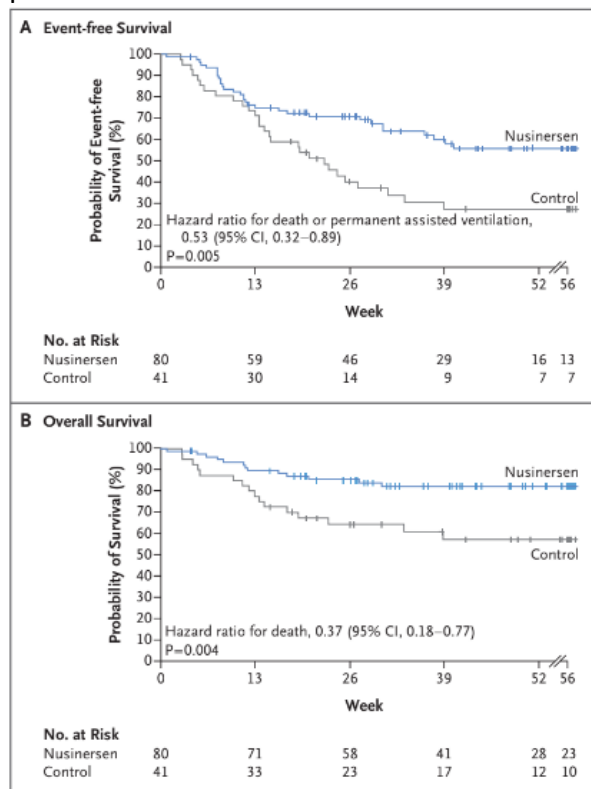 A Event-free Survival
Probability of Event-free
Survival (%)
100
90
80
70
60
50
40
30
20
10
0
Nusinersen
Control
Hazard ratio for death or permanent assisted ventilation,
0.53 (95% CI, 0.32–0.89)
P=0.005
0 13 26 39 52 56
Week
No. at Risk
Nusinersen 80 59 46 29 16 13
Control 41 30 14 9 7 7
B Overall Survival
Probability of Survival (%)
100
90
80
70
60
50
40
30
20
10
0
Nusinersen
Control
Hazard ratio for death, 0.37 (95% CI, 0.18–0.77)
P=0.004
0 13 26 39 52 56
Week
No. at Risk
Nusinersen 80 71 58 41 28 23
Control 41 33 23 17 12 10